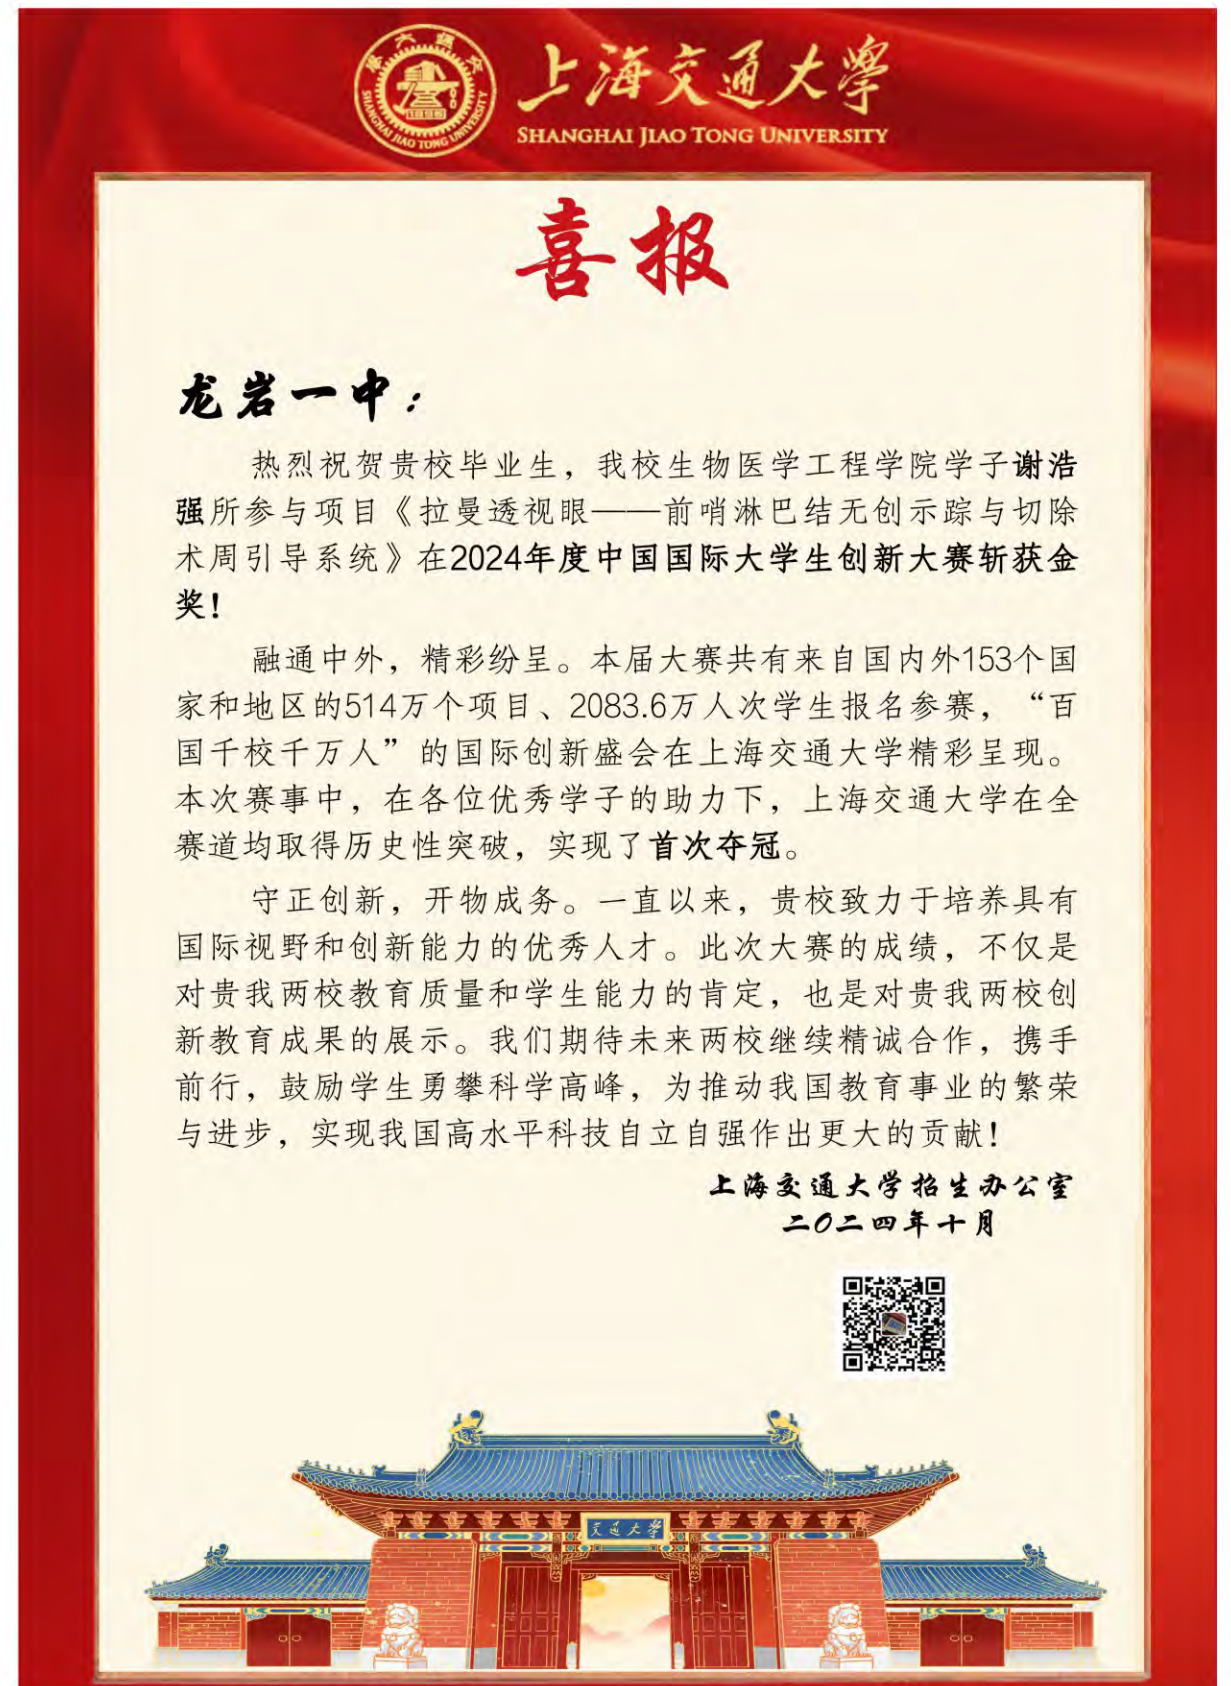 上海交通大學
SHANGHAI JIAO TONG UNIVERSITY
SHANGHAI JIAO TONG UNIVERSITY
1896
喜报
龙岩一中：
热烈祝贺贵校毕业生，我校生物医学工程学院学子谢浩
强所参与项目《拉曼透视眼——前哨淋巴结无创示踪与切除
术周引导系统》在2024年度中国国际大学生创新大赛斩获金
奖！
融通中外，精彩纷呈。本届大赛共有来自国内外153个国
家和地区的514万个项目、2083.6万人次学生报名参赛，“百
国千校千万人”的国际创新盛会在上海交通大学精彩呈现。
本次赛事中，在各位优秀学子的助力下，上海交通大学在全
赛道均取得历史性突破，实现了首次夺冠。
守正创新，开物成务。一直以来，贵校致力于培养具有
国际视野和创新能力的优秀人才。此次大赛的成绩，不仅是
对贵我两校教育质量和学生能力的肯定，也是对贵我两校创
新教育成果的展示。我们期待未来两校继续精诚合作，携手
前行，鼓励学生勇攀科学高峰，为推动我国教育事业的繁荣
与进步，实现我国高水平科技自立自强作出更大的贡献！
上海交通大学招生办公室
二〇二四年十月
交通大學